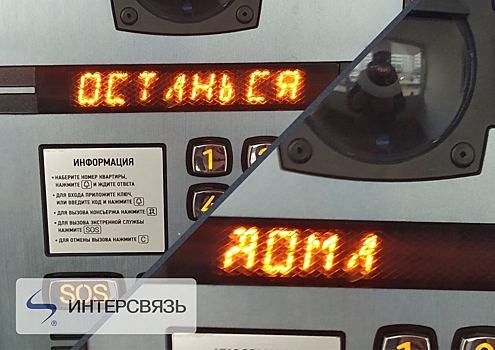 ОСТАНЬСЯ
ИНФОРМАЦИЯ
• НАБЕРИТЕ НОМЕР КВАРТИРЫ,
НАЖМИТЕ И ЖДИТЕ ОТВЕТА
• ДЛЯ ВХОДА ПРИЛОЖИТЕ КЛЮЧ,
ИЛИ ВВЕДИТЕ КОД И НАЖМИТЕ
• ДЛЯ ВЫЗОВА КОНСЬЕРЖА НАЖМИТЕ
• ДЛЯ ВЫЗОВА ЭКСТРЕННОЙ СЛУЖБЫ
НАЖМИТЕ SOS
• ДЛЯ ОТМЕНЫ ВЫЗОВА НАЖМИТЕ C
1
4
ДОМА
SOS
ИНТЕРСВЯЗЬ
1